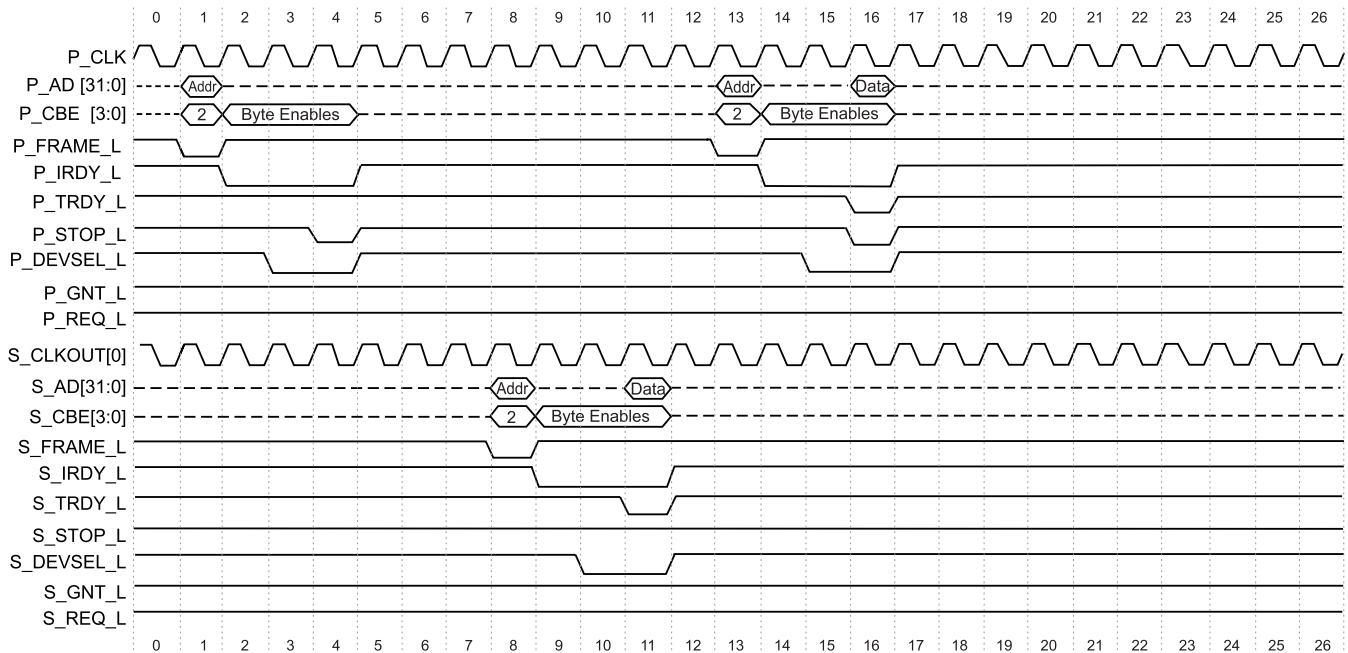 0 1 2 3 4 5 6 7 8 9 10 11 12 13 14 15 16 17 18 19 20 21 22 23 24 25 26
P_CLK
P_AD [31:0] Addr Addr Data
P_CBE [3:0] 2 Byte Enables 2 Byte Enables
P_FRAME_L
P_IRDY_L
P_TRDY_L
P_STOP_L
P_DEVSEL_L
P_GNT_L
P_REQ_L
S_CLKOUT[0]
S_AD[31:0] Addr Data
S_CBE[3:0] 2 Byte Enables
S_FRAME_L
S_IRDY_L
S_TRDY_L
S_STOP_L
S_DEVSEL_L
S_GNT_L
S_REQ_L
0 1 2 3 4 5 6 7 8 9 10 11 12 13 14 15 16 17 18 19 20 21 22 23 24 25 26